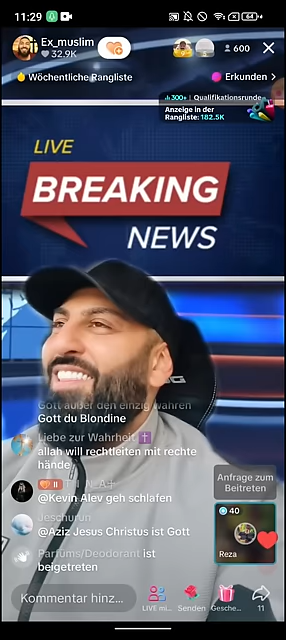 11:29
64
Ex_muslim
32.9K
600
Wöchentliche Rangliste
Erkunden
300+ | Qualifikationsrunde
Anzeige in der
Rangliste: 182.5K
LIVE
BREAKING
NEWS
Gott außer den einzig wahren
Gott du Blondine
Liebe zur Wahrheit
allah will rechtleiten mit rechte
hände
@Kevin Alev geh schlafen
Jeschurun
@Aziz Jesus Christus ist Gott
Parfüms/Deodorant ist
beigetreten
Anfrage zum
Beitreten
40
Reza
Kommentar hinz...
LIVE mi...
Senden
Gesche...
11